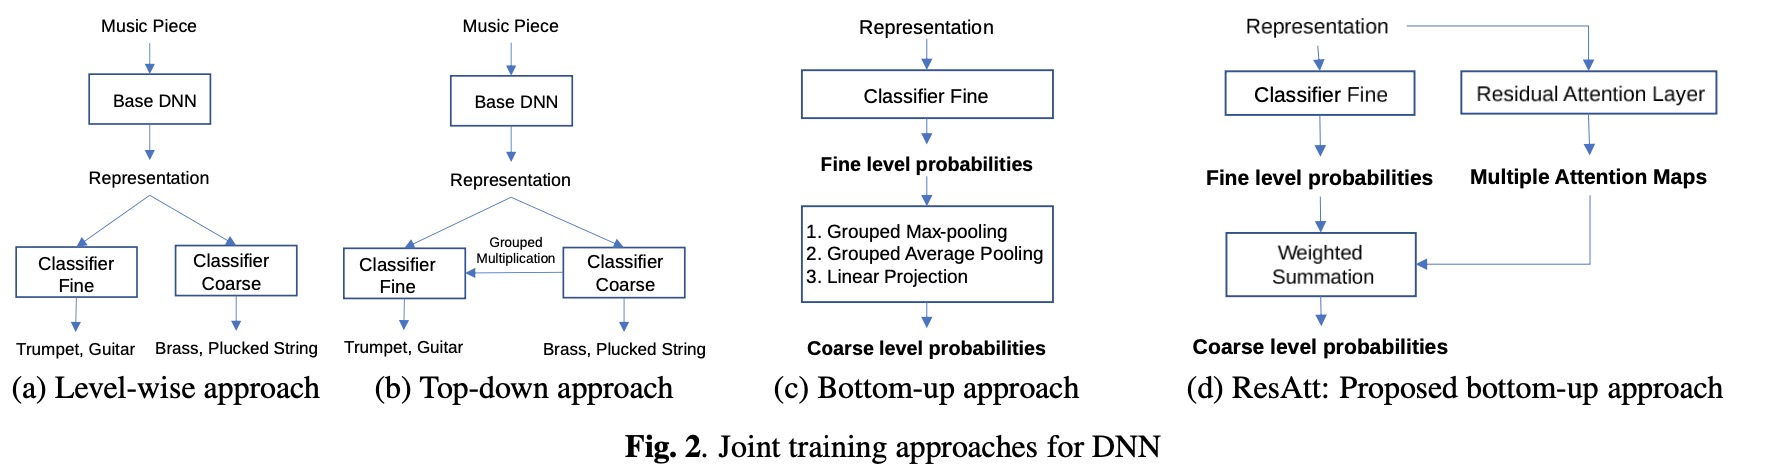 Music Piece
Base DNN
Representation
Classifier
Fine
Classifier
Coarse
Trumpet, Guitar
Brass, Plucked String
(a) Level-wise approach
Music Piece
Base DNN
Representation
Classifier
Fine
Grouped
Multiplication
Classifier
Coarse
Trumpet, Guitar
Brass, Plucked String
(b) Top-down approach
Representation
Classifier Fine
Fine level probabilities
1. Grouped Max-pooling
2. Grouped Average Pooling
3. Linear Projection
Coarse level probabilities
(c) Bottom-up approach
Representation
Classifier Fine
Residual Attention Layer
Fine level probabilities
Multiple Attention Maps
Weighted
Summation
Coarse level probabilities
(d) ResAtt: Proposed bottom-up approach
Fig. 2. Joint training approaches for DNN